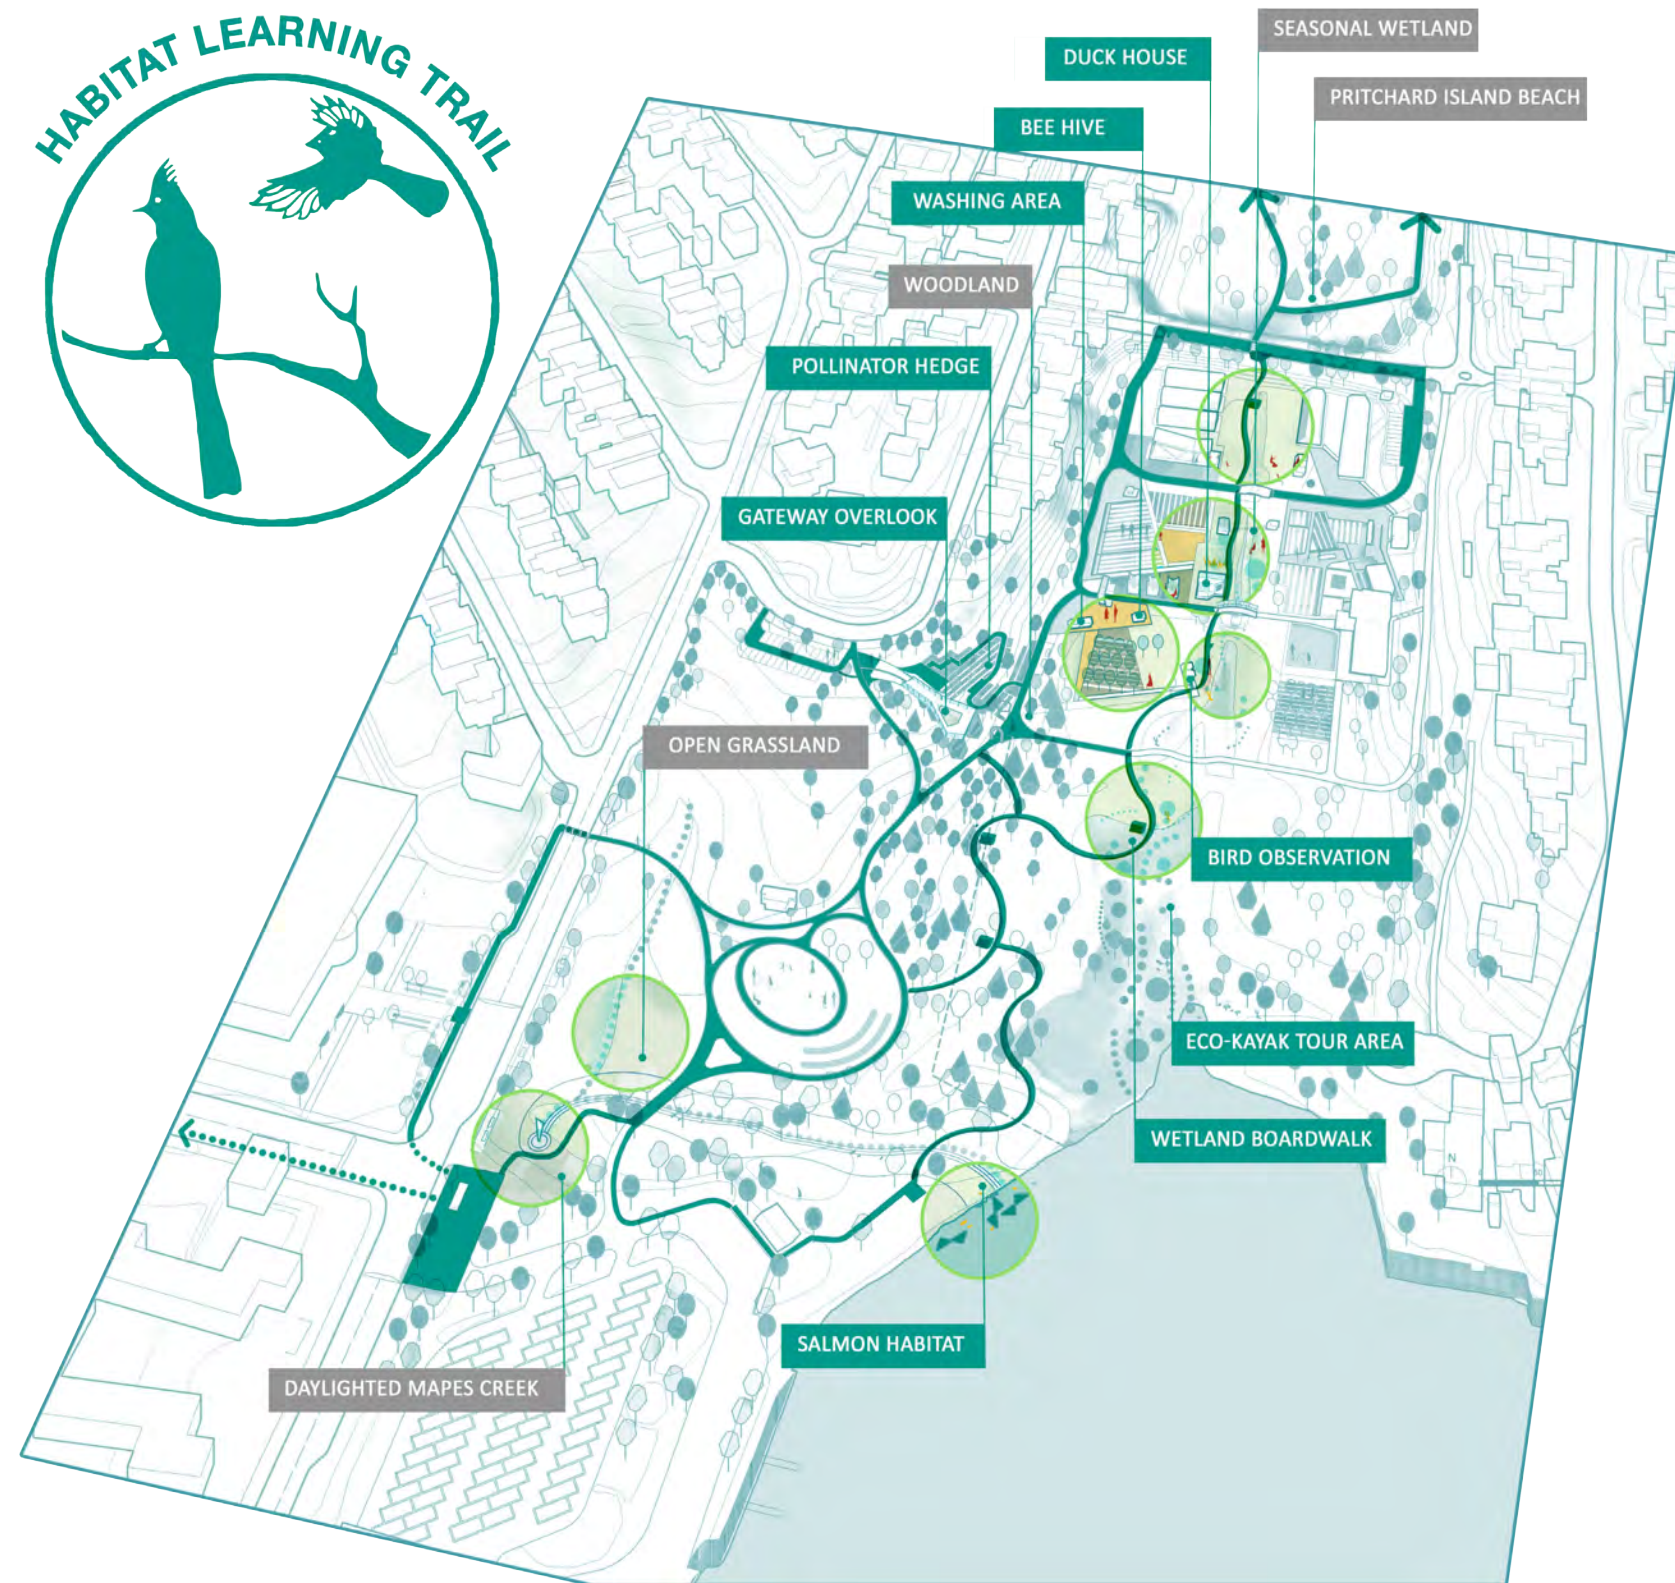 HABITAT LEARNING TRAIL
SEASONAL WETLAND
DUCK HOUSE
PRITCHARD ISLAND BEACH
BEE HIVE
WASHING AREA
WOODLAND
POLLINATOR HEDGE
GATEWAY OVERLOOK
OPEN GRASSLAND
BIRD OBSERVATION
ECO-KAYAK TOUR AREA
WETLAND BOARDWALK
N
SALMON HABITAT
DAYLIGHTED MAPES CREEK